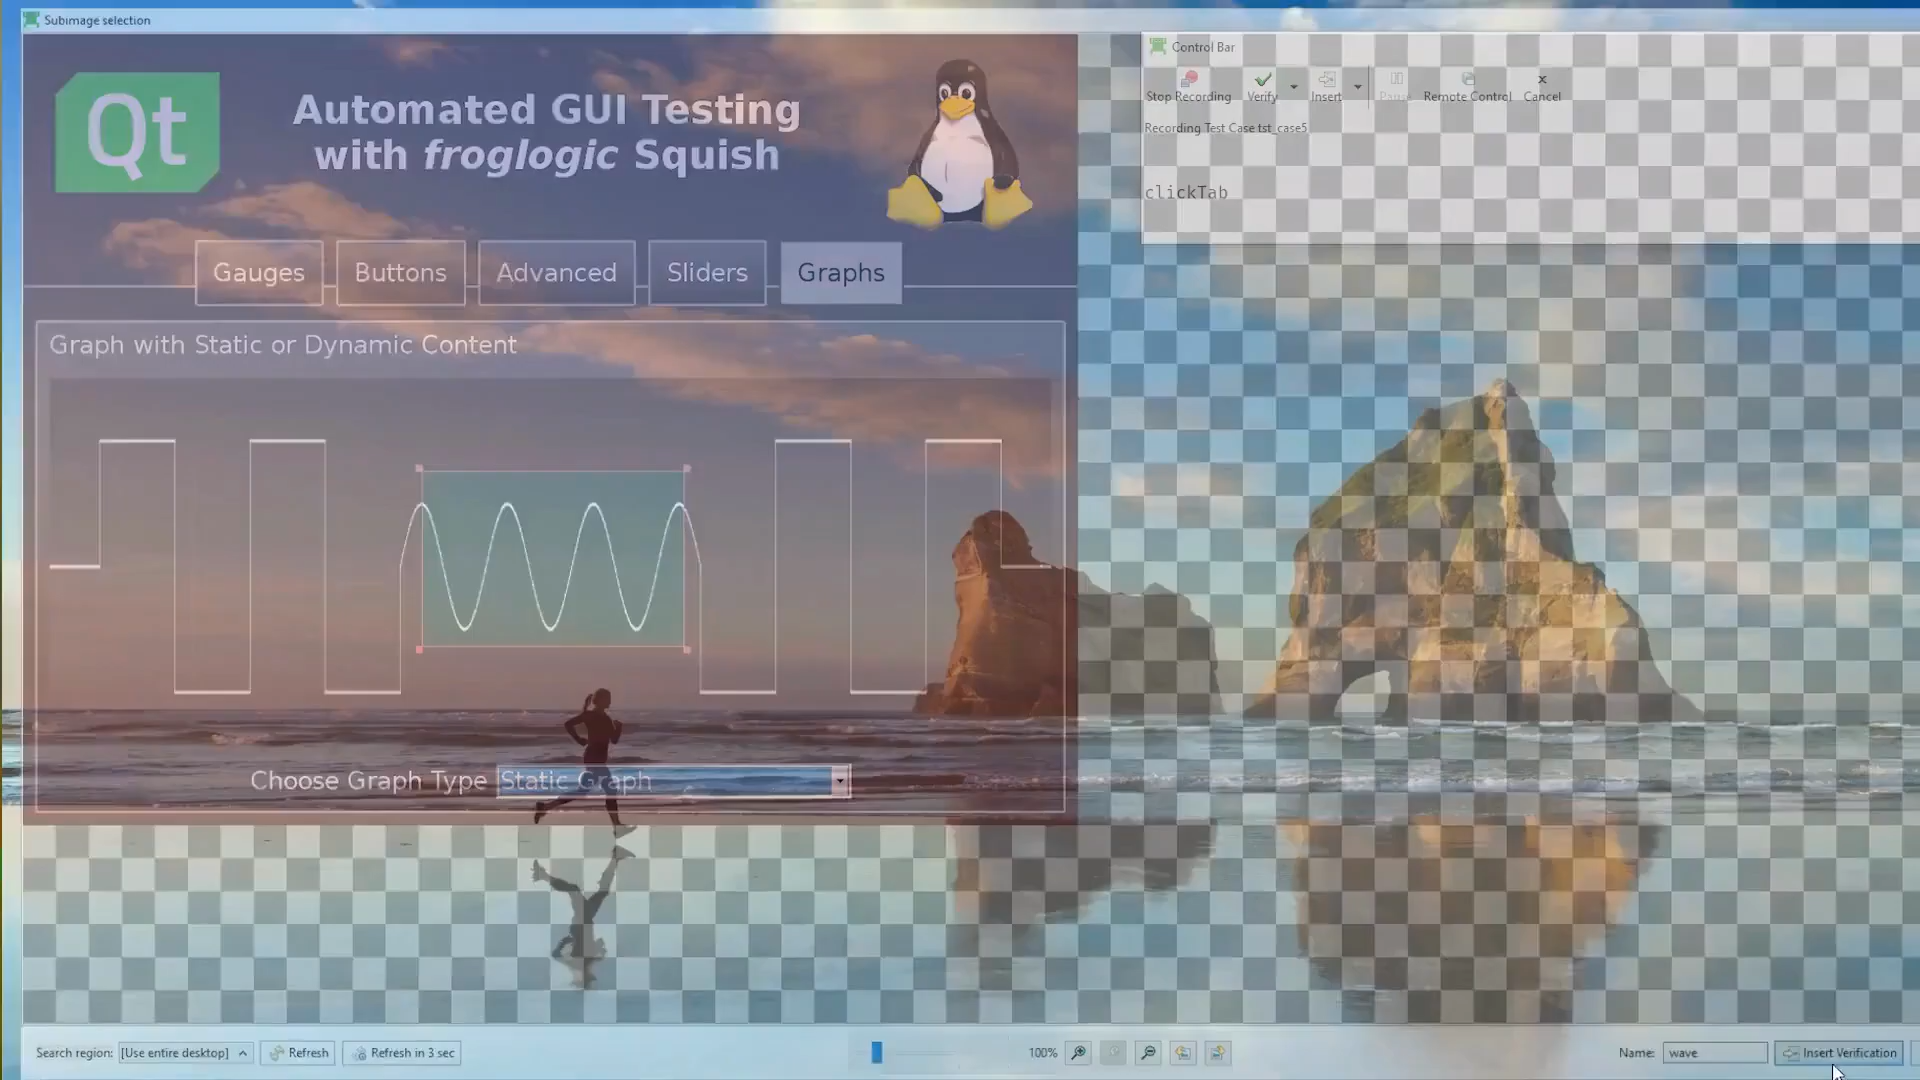 Subimage selection
Qt
Automated GUI Testing
with froglogic Squish
Control Bar
Stop Recording
Verify
Insert
Pause
Remote Control
Cancel
Recording Test Case tst_case5
clickTab
Gauges
Buttons
Advanced
Sliders
Graphs
Graph with Static or Dynamic Content
Choose Graph Type
Static Graph
Search region:
[Use entire desktop]
Refresh
Refresh in 3 sec
100%
Name:
wave
Insert Verification